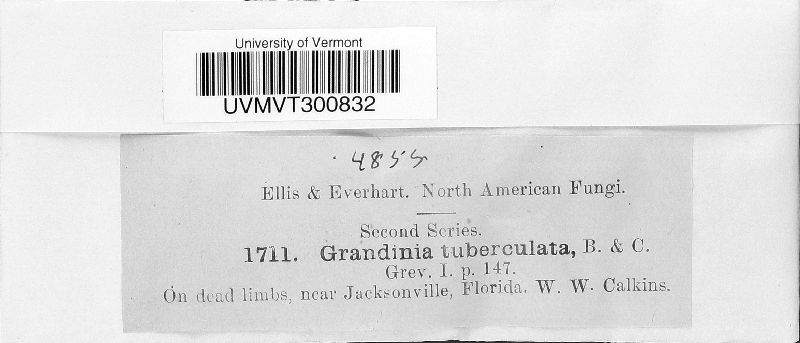 University of Vermont
UVMVT300832
4855
Ellis & Everhart. North American Fungi.
Second Series.
1711. Grandinia tuberculata, B. & C.
Grev. I. p. 147.
On dead limbs, near Jacksonville, Florida. W. W. Calkins.